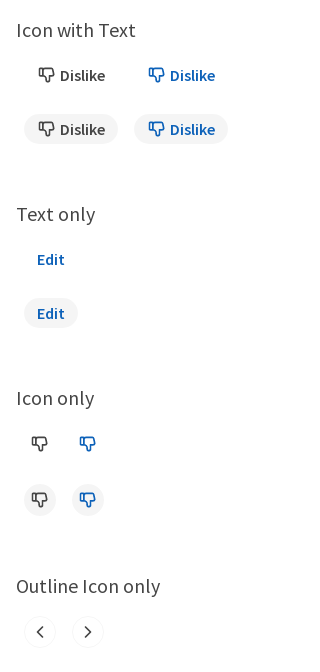 Icon with Text
Dislike Dislike
Dislike Dislike
Text only
Edit
Edit
Icon only
Outline Icon only